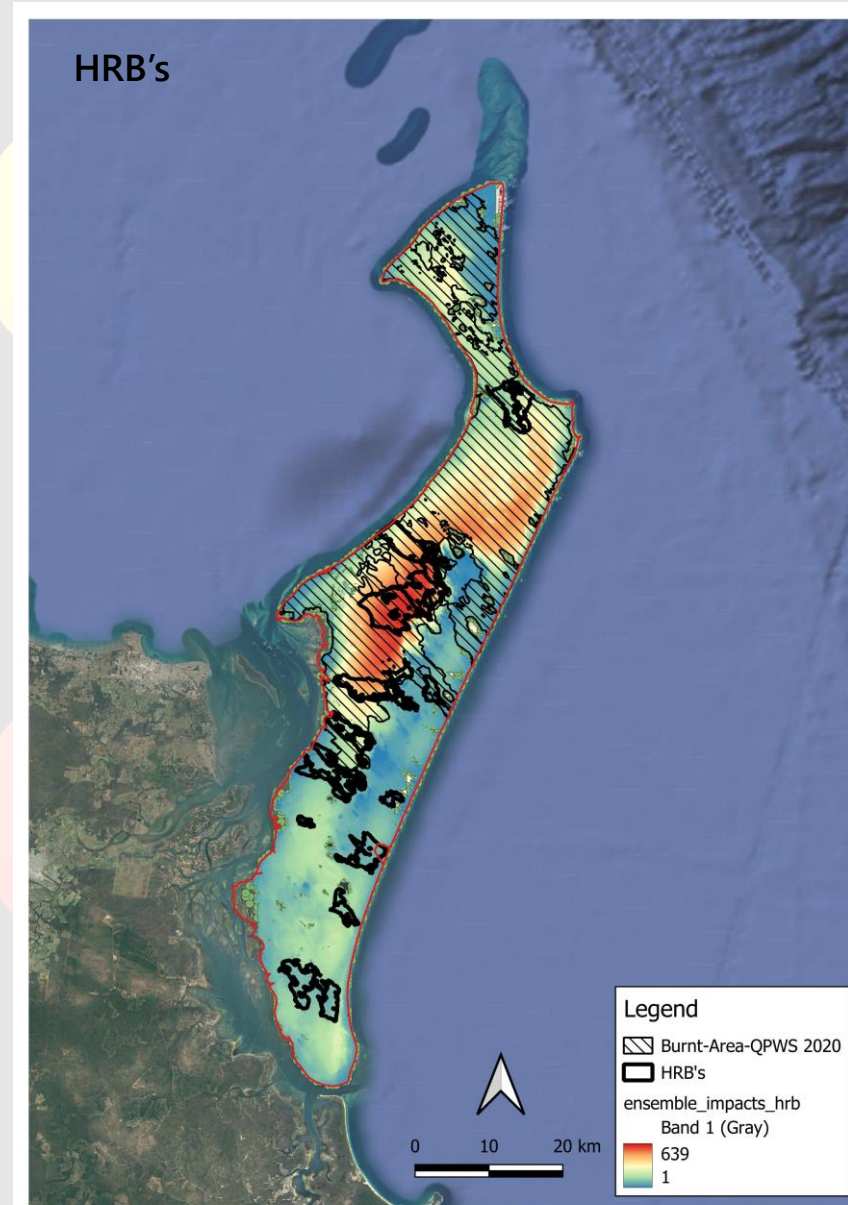 HRB's
Legend
Burnt-Area-QPWS 2020
HRB's
ensemble_impacts_hrb
Band 1 (Gray)
639
1
0 10 20 km